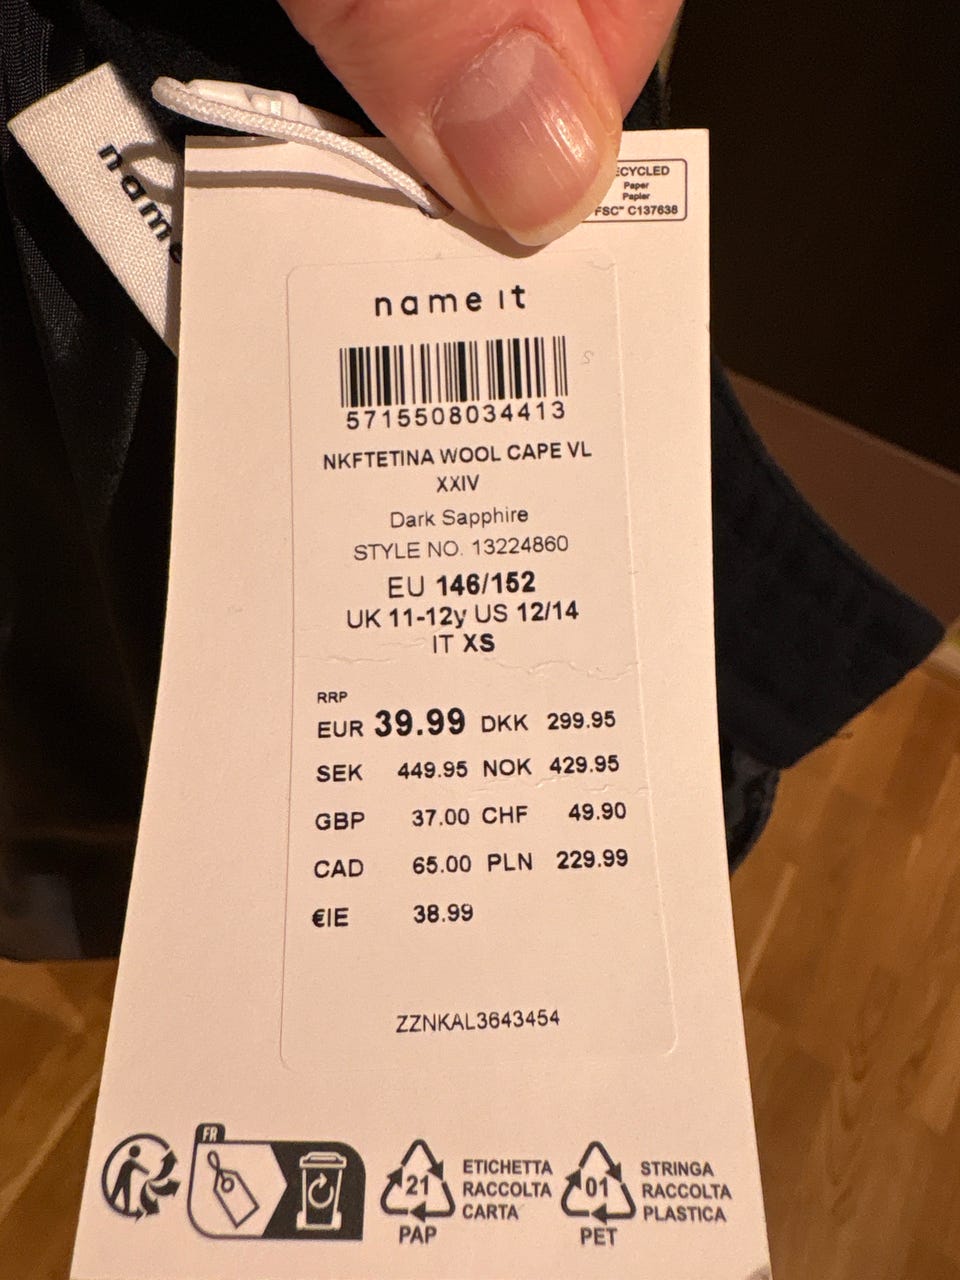 name
ECYCLED
Paper
Papier
FSC" C137638
name it
5715508034413
NKFTETINA WOOL CAPE VL
XXIV
Dark Sapphire
STYLE NO. 13224860
EU 146/152
UK 11-12y US 12/14
IT XS
RRP
EUR 39.99 DKK 299.95
SEK 449.95 NOK 429.95
GBP 37.00 CHF 49.90
CAD 65.00 PLN 229.99
€IE 38.99
ZZNKAL3643454
FR
21
PAP
ETICHETTA
RACCOLTA
CARTA
01
PET
STRINGA
RACCOLTA
PLASTICA